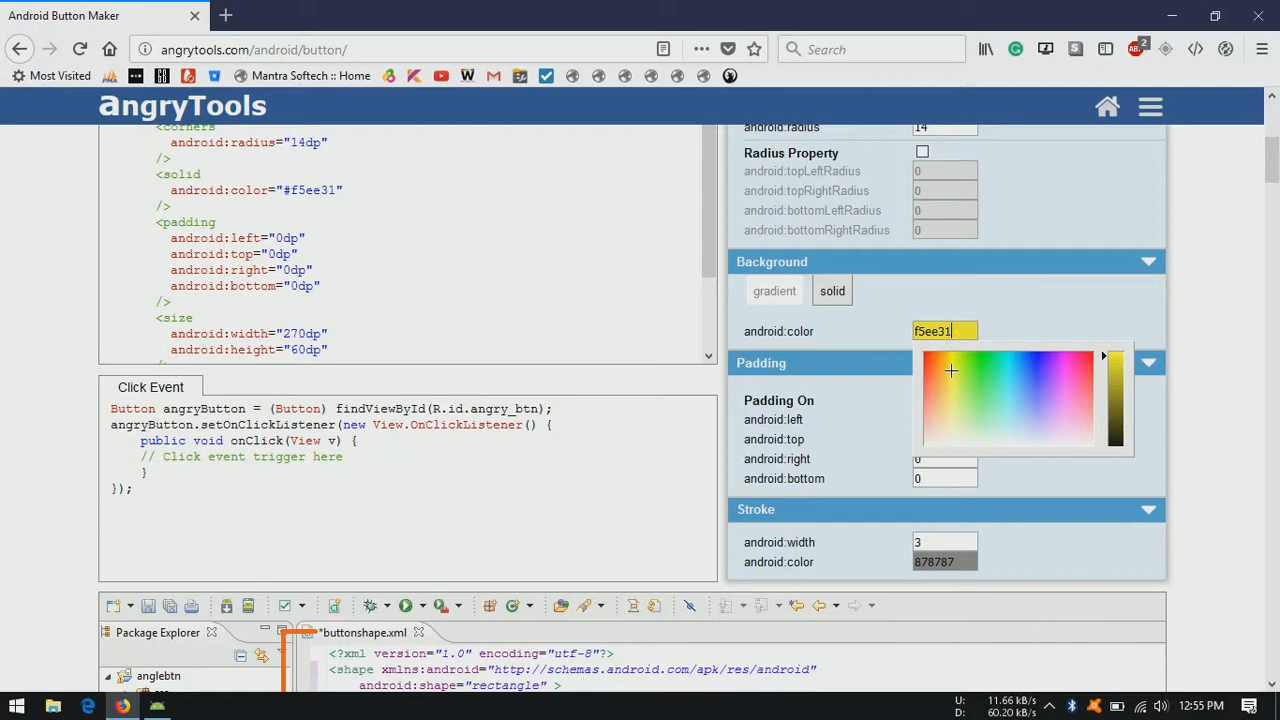 Android Button Maker
angrytools.com/android/button/
Search
2
Most Visited
Mantra Softech :: Home
angryTools
<corners
android:radius="14dp"
/>
<solid
android:color="#f5ee31"
/>
<padding
android:left="0dp"
android:top="0dp"
android:right="0dp"
android:bottom="0dp"
/>
<size
android:width="270dp"
android:height="60dp"
android:radius 14
Radius Property
android:topLeftRadius 0
android:topRightRadius 0
android:bottomLeftRadius 0
android:bottomRightRadius 0
Background
gradient solid
android:color f5ee31
Padding
Padding On
android:left
android:top
android:right 0
android:bottom 0
Stroke
android:width 3
android:color 878787
Click Event
Button angryButton = (Button) findViewById(R.id.angry_btn);
angryButton.setOnClickListener(new View.OnClickListener() {
public void onClick(View v) {
// Click event trigger here
}
});
Package Explorer
*buttonshape.xml
anglebtn
<?xml version="1.0" encoding="utf-8"?>
<shape xmlns:android="http://schemas.android.com/apk/res/android"
android:shape="rectangle" >
U: 11.66 kB/s
D: 60.20 kB/s
12:55 PM